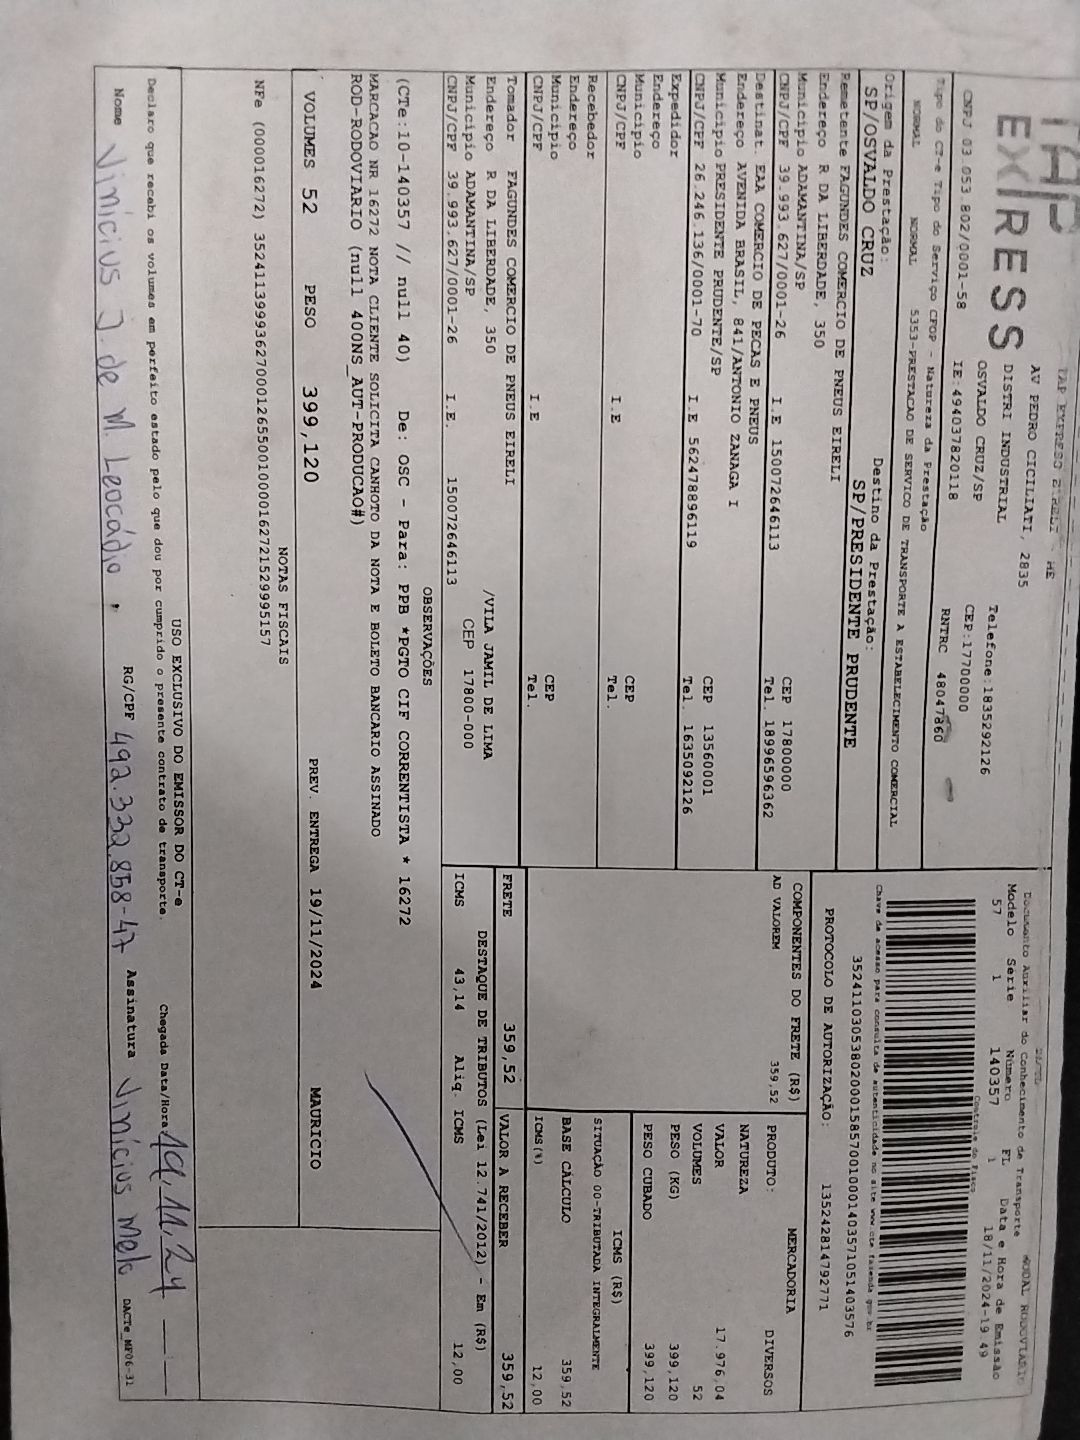 TAP EXPRESS
TAP EXPRESS EIRELI - ME
AV PEDRO CICILIATI, 2835
DISTRI INDUSTRIAL
OSVALDO CRUZ/SP
Telefone:1835292126
CEP:17700000
CNPJ 03 053 802/0001-58 IE:494037820118 RNTRC 48047860
Tipo do CT-e Tipo do Serviço CFOP - Natureza da Prestação
NORMAL NORMAL 5353-PRESTACAO DE SERVICO DE TRANSPORTE A ESTABELECIMENTO COMERCIAL
Origem da Prestação: Destino da Prestação:
SP/OSVALDO CRUZ SP/PRESIDENTE PRUDENTE
Remetente FAGUNDES COMERCIO DE PNEUS EIRELI
Endereço R DA LIBERDADE, 350
Municipio ADAMANTINA/SP CEP 17800000
CNPJ/CPF 39.993.627/0001-26 I.E 150072646113 Tel. 18996596362
Destinat. EAA COMERCIO DE PECAS E PNEUS
Endereço AVENIDA BRASIL, 841/ANTONIO ZANAGA I
Municipio PRESIDENTE PRUDENTE/SP CEP 13560001
CNPJ/CPF 26.246.136/0001-70 I.E 562478896119 Tel. 1635092126
Expedidor
Endereço
Municipio CEP
CNPJ/CPF I.E Tel.
Recebedor
Endereço
Municipio CEP
CNPJ/CPF I.E Tel.
Tomador FAGUNDES COMERCIO DE PNEUS EIRELI
Endereço R DA LIBERDADE, 350 /VILA JAMIL DE LIMA
Municipio ADAMANTINA/SP CEP 17800-000
CNPJ/CPF 39.993.627/0001-26 I.E. 150072646113
Documento Auxiliar do Conhecimento de Transporte MODAL RODOVIARIO
Modelo Série Número FL Data e Hora de Emissão
57 1 140357 1 18/11/2024-19 49
Controle do Fisco
Chave de acesso para consulta de autenticidade no site www.cte fazenda gov.br
35241103053802000158570010001403571051403576
PROTOCOLO DE AUTORIZAÇÃO: 135242814792771
COMPONENTES DO FRETE (R$)
AD VALOREM 359,52
MERCADORIA
PRODUTO: DIVERSOS
NATUREZA
VALOR 17.976,04
VOLUMES 52
PESO (KG) 399,120
PESO CUBADO 399,120
ICMS (R$)
SITUAÇÃO 00-TRIBUTADA INTEGRALMENTE
BASE CÁLCULO 359,52
ICMS(%) 12,00
FRETE 359,52 VALOR A RECEBER 359,52
DESTAQUE DE TRIBUTOS (Lei 12.741/2012) - Em (R$)
ICMS 43,14 Aliq. ICMS 12,00
OBSERVAÇÕES
(CTe:10-140357 // null 40) De: OSC - Para: PPB *PGTO CIF CORRENTISTA * 16272
MARCACAO NR 16272 NOTA CLIENTE SOLICITA CANHOTO DA NOTA E BOLETO BANCARIO ASSINADO
ROD-RODOVIARIO (null 400NS_AUT-PRODUCAO#)
VOLUMES 52 PESO 399,120 PREV. ENTREGA 19/11/2024 MAURICIO
NOTAS FISCAIS
NFe (000016272) 35241139993627000126550010000162721529995157
USO EXCLUSIVO DO EMISSOR DO CT-e
Declaro que recebi os volumes em perfeito estado pelo que dou por cumprido o presente contrato de transporte. Chegada Data/Hora 19,11,24
Nome Vinicius J. de M. Leocádio. RG/CPF 492.332.858-47 Assinatura Vinicius Melo DACTe_MF06-31